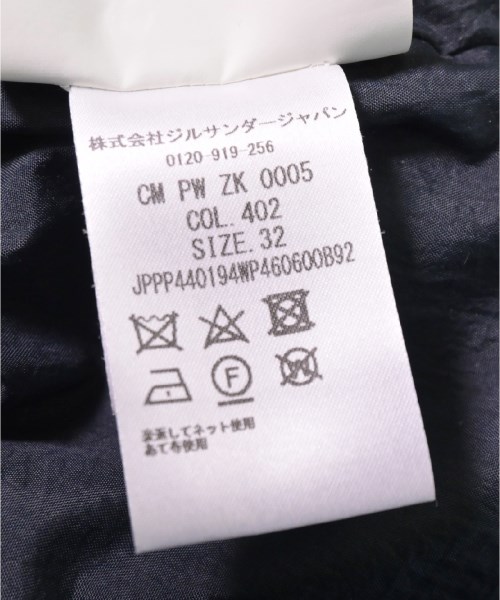 株式会社ジルサンダージャパン
0120-919-256
CM PW ZK 0005
COL. 402
SIZE. 32
JPPP440194WP460600B92
F
W
裏返してネット使用
あて布使用